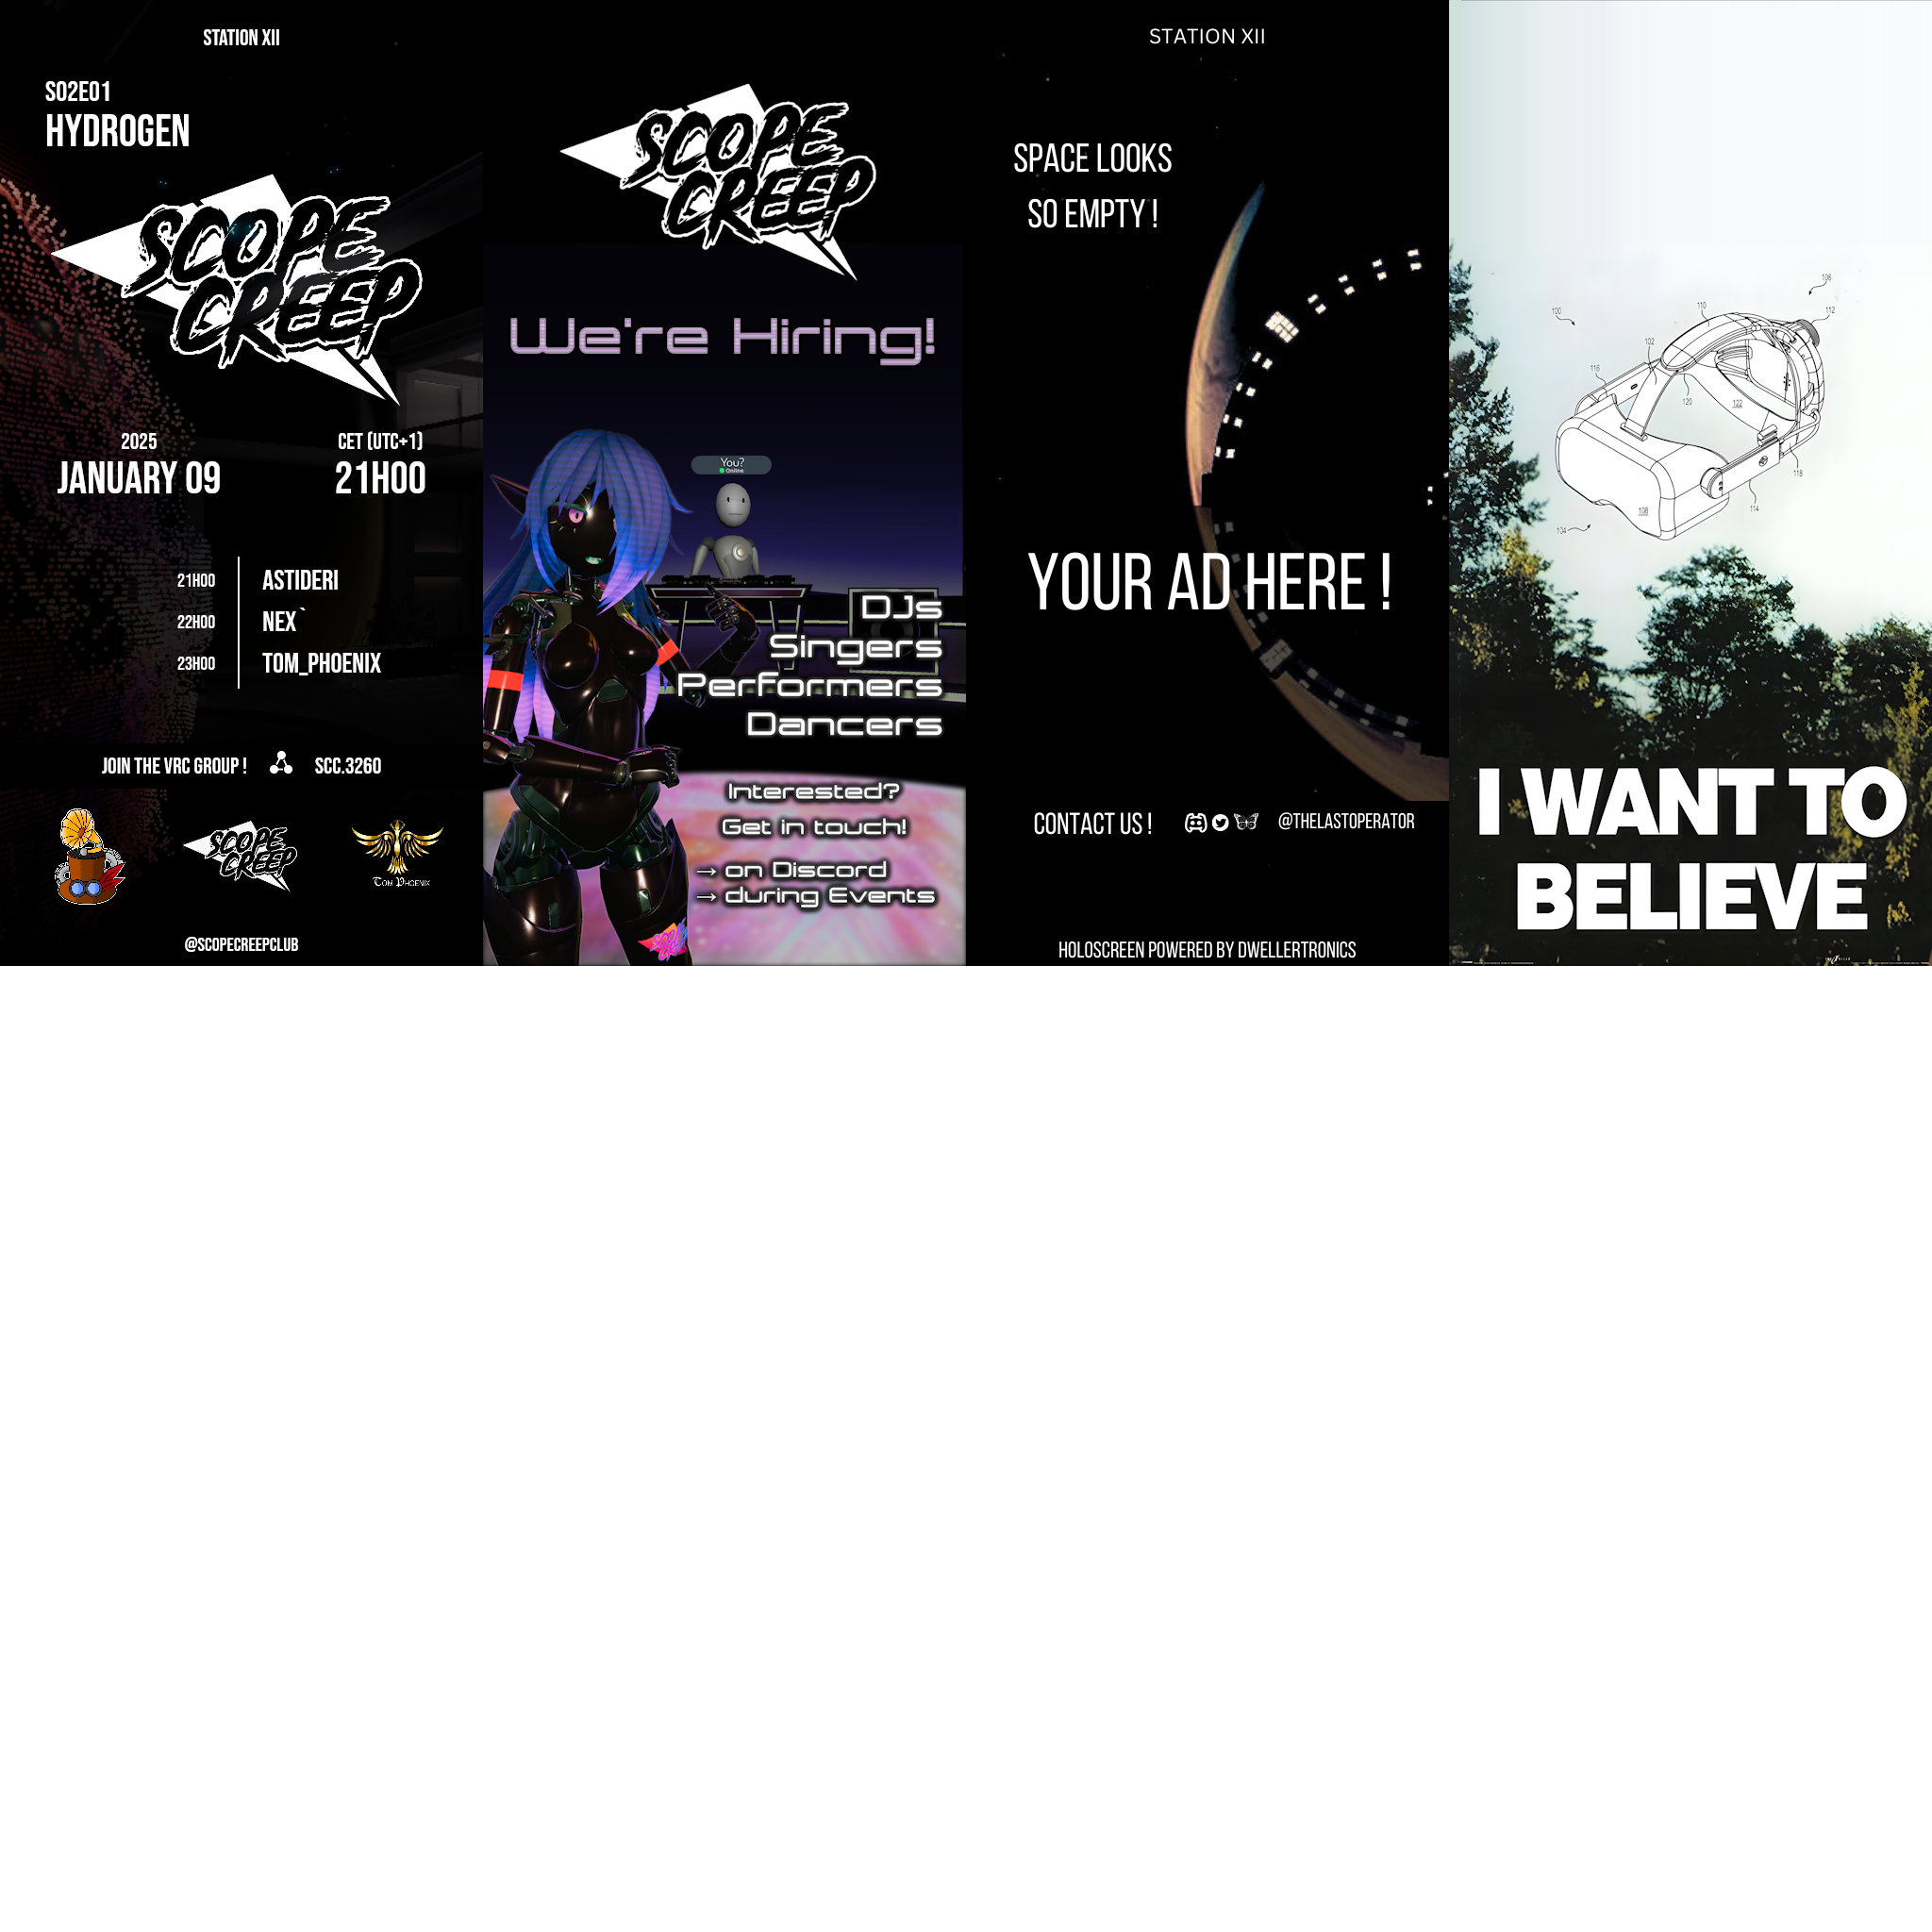 STATION XII
S02E01
HYDROGEN
SCOPE
CREEP
2025
JANUARY 09
CET (UTC+1)
21H00
21H00 ASTIDERI
22H00 NEX`
23H00 TOM_PHOENIX
JOIN THE VRC GROUP ! SCC.3260
SCOPE
CREEP
TOM PHOENIX
@SCOPECREEPCLUB
SCOPE
CREEP
We're Hiring!
You?
Online
DJs
Singers
Performers
Dancers
Interested?
Get in touch!
→ on Discord
→ during Events
SCOPE
CREEP
STATION XII
SPACE LOOKS
SO EMPTY !
YOUR AD HERE !
CONTACT US ! @THELASTOPERATOR
HOLOSCREEN POWERED BY DWELLERTRONICS
106
100
110
112
102
116
120
122
118
114
108
104
I WANT TO
BELIEVE